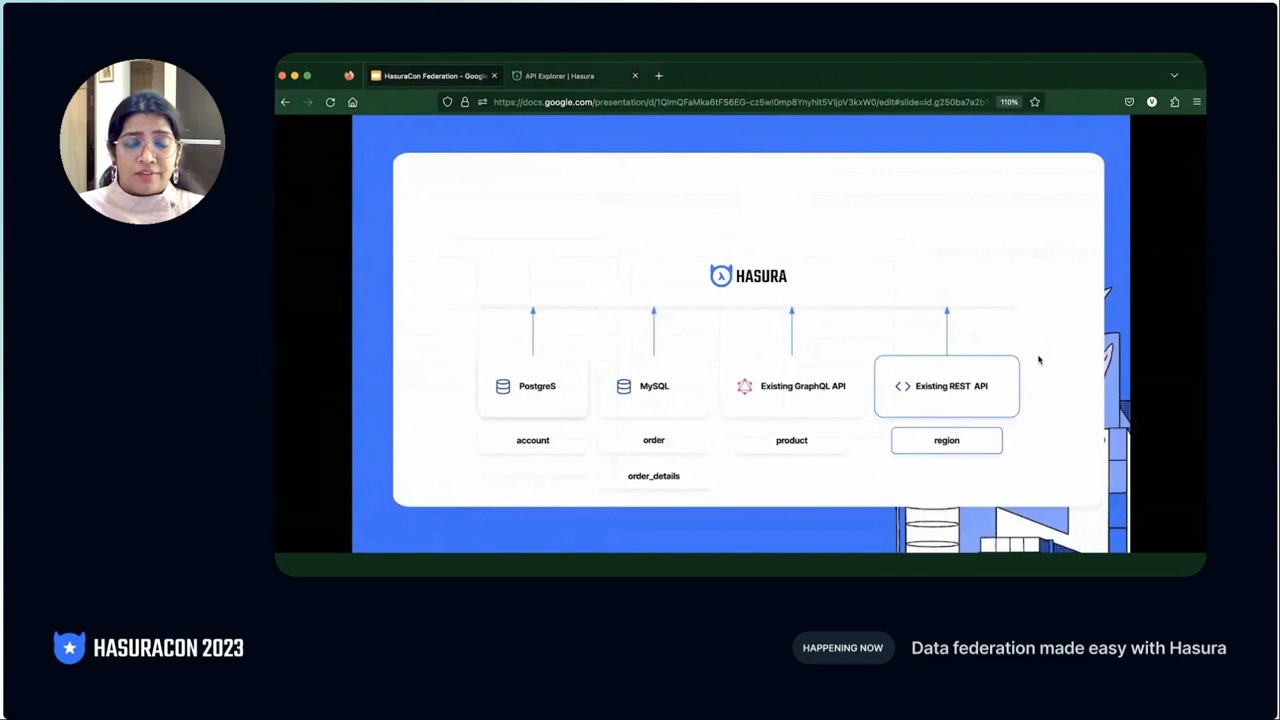 HasuraCon Federation - Google
API Explorer | Hasura
110%
V
HASURA
PostgreS
MySQL
Existing GraphQL API
Existing REST API
account
order
product
region
order_details
HASURACON 2023
HAPPENING NOW
Data federation made easy with Hasura